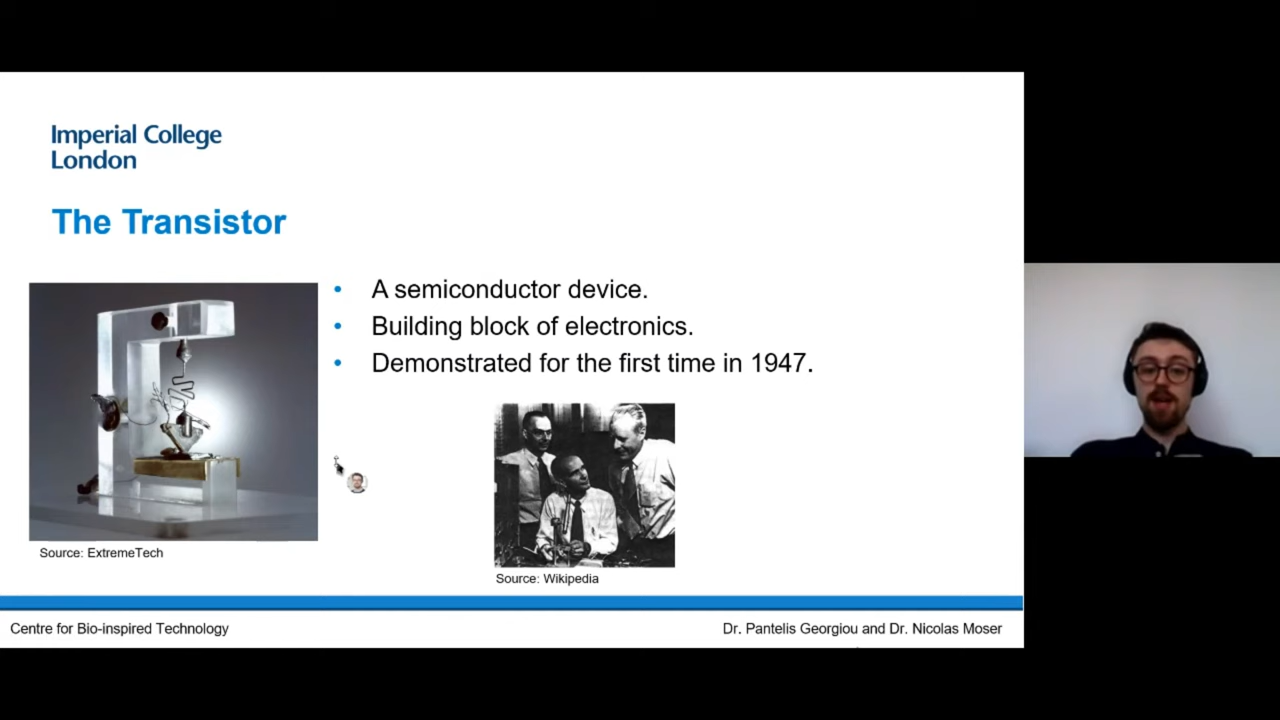 Imperial College
London
The Transistor
• A semiconductor device.
• Building block of electronics.
• Demonstrated for the first time in 1947.
Source: ExtremeTech
Source: Wikipedia
Centre for Bio-inspired Technology
Dr. Pantelis Georgiou and Dr. Nicolas Moser